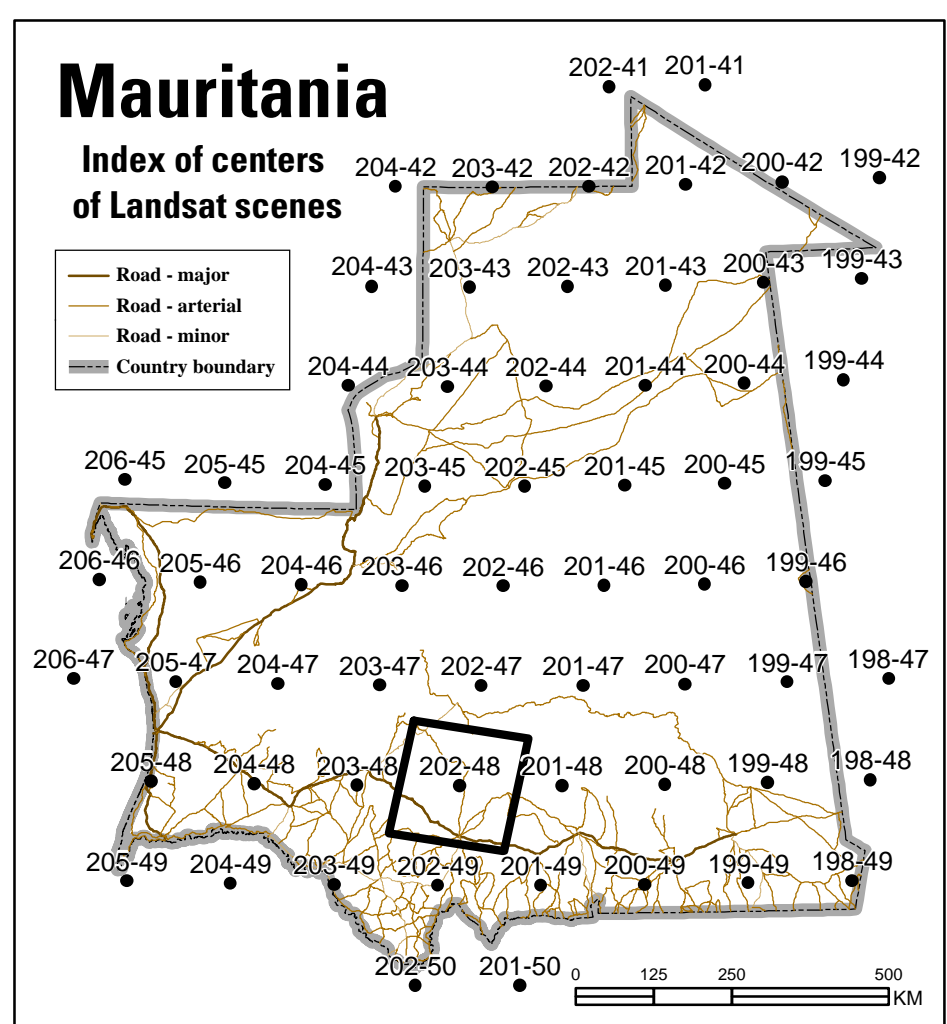 Mauritania
Index of centers
of Landsat scenes
Road - major
Road - arterial
Road - minor
Country boundary
202-41 201-41
204-42 203-42 202-42 201-42 200-42 199-42
204-43 203-43 202-43 201-43 200-43 199-43
204-44 203-44 202-44 201-44 200-44 199-44
206-45 205-45 204-45 203-45 202-45 201-45 200-45 199-45
206-46 205-46 204-46 203-46 202-46 201-46 200-46 199-46
206-47 205-47 204-47 203-47 202-47 201-47 200-47 199-47 198-47
205-48 204-48 203-48 202-48 201-48 200-48 199-48 198-48
205-49 204-49 203-49 202-49 201-49 200-49 199-49 198-49
202-50 201-50
0 125 250 500
KM